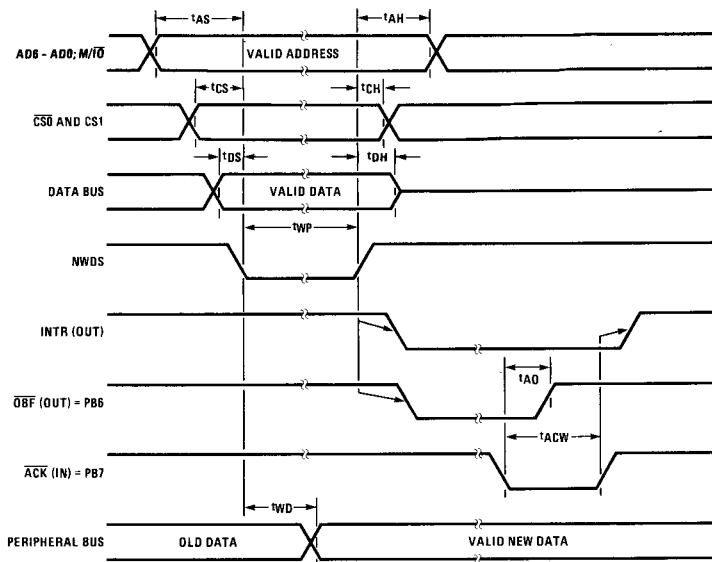 tAS
tAH
AD6 - AD0; M/IO
VALID ADDRESS
tCS
tCH
CS0 AND CS1
tDS
tDH
DATA BUS
VALID DATA
tWP
NWDS
INTR (OUT)
tAO
OBF (OUT) = PB6
tACW
ACK (IN) = PB7
tWD
PERIPHERAL BUS
OLD DATA
VALID NEW DATA